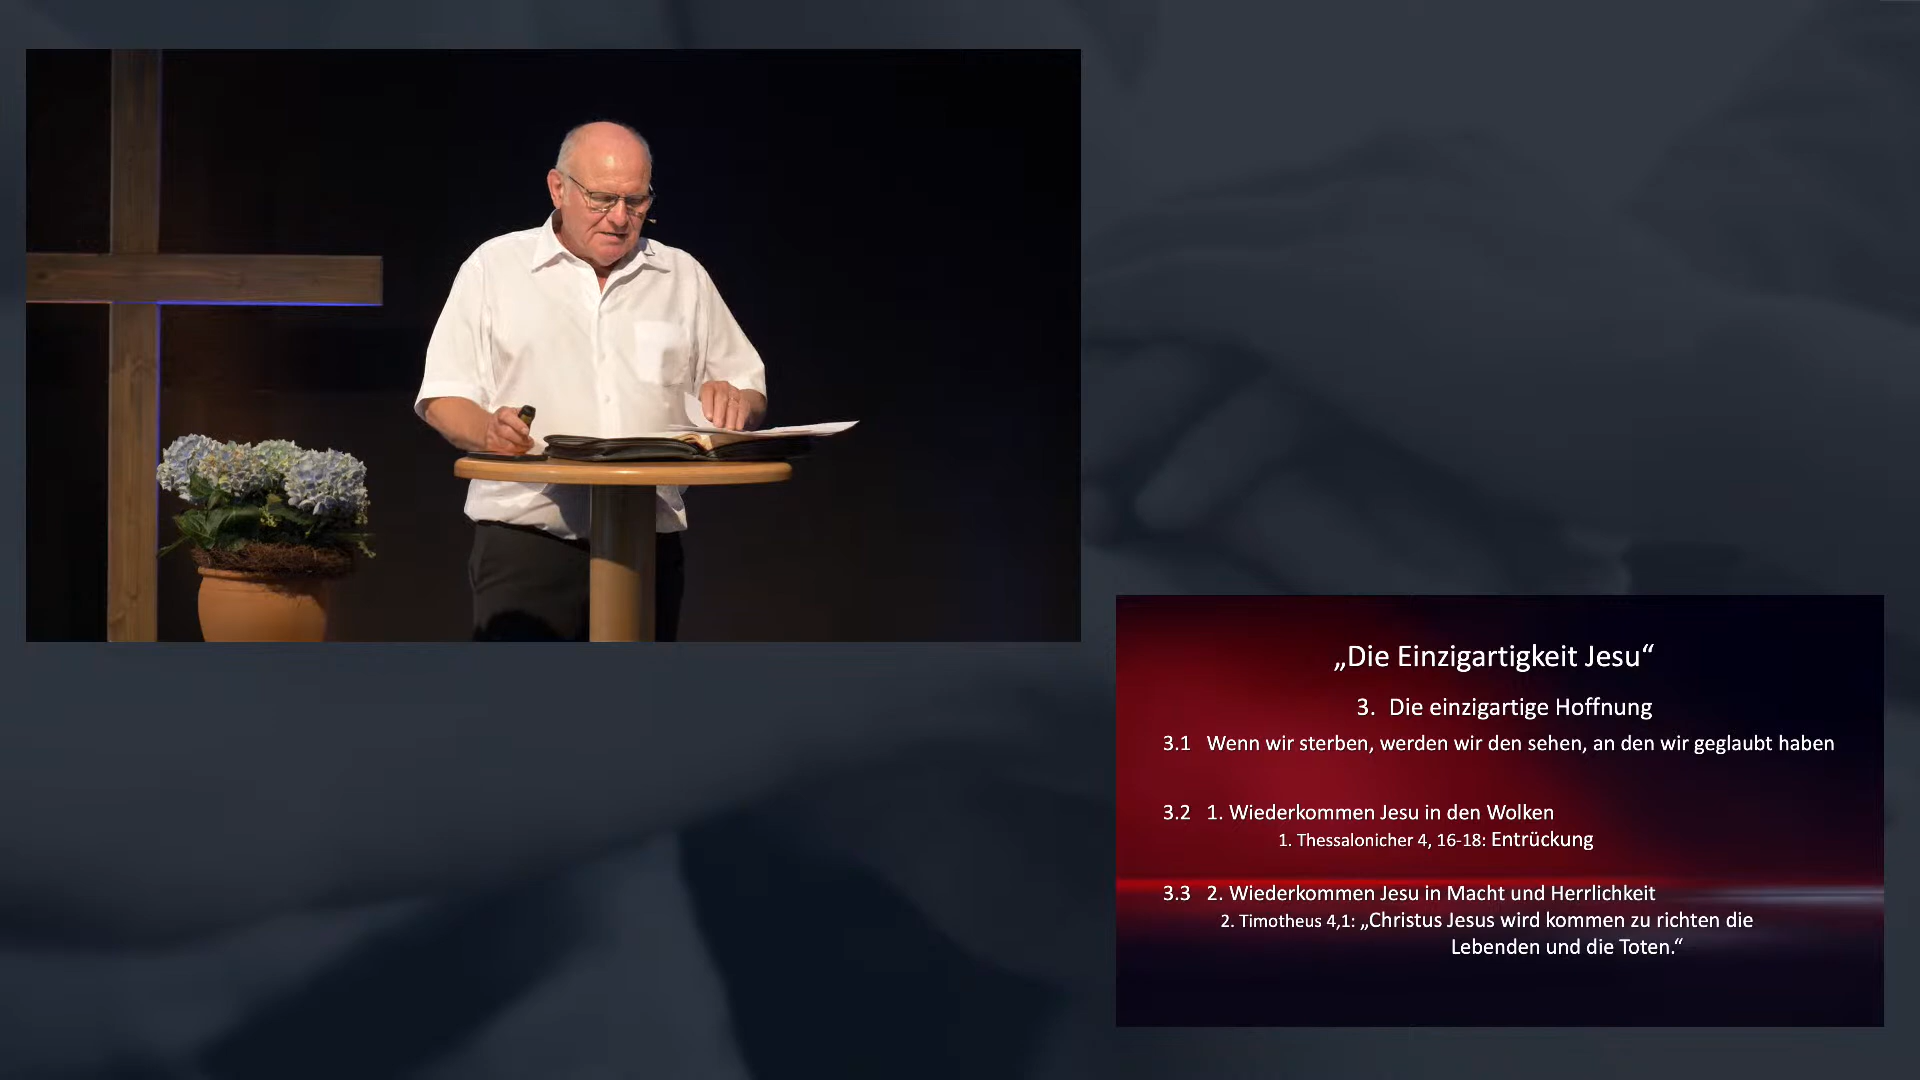 „Die Einzigartigkeit Jesu“
3. Die einzigartige Hoffnung
3.1 Wenn wir sterben, werden wir den sehen, an den wir geglaubt haben
3.2 1. Wiederkommen Jesu in den Wolken
1. Thessalonicher 4, 16-18: Entrückung
3.3 2. Wiederkommen Jesu in Macht und Herrlichkeit
2. Timotheus 4,1: „Christus Jesus wird kommen zu richten die
Lebenden und die Toten.“